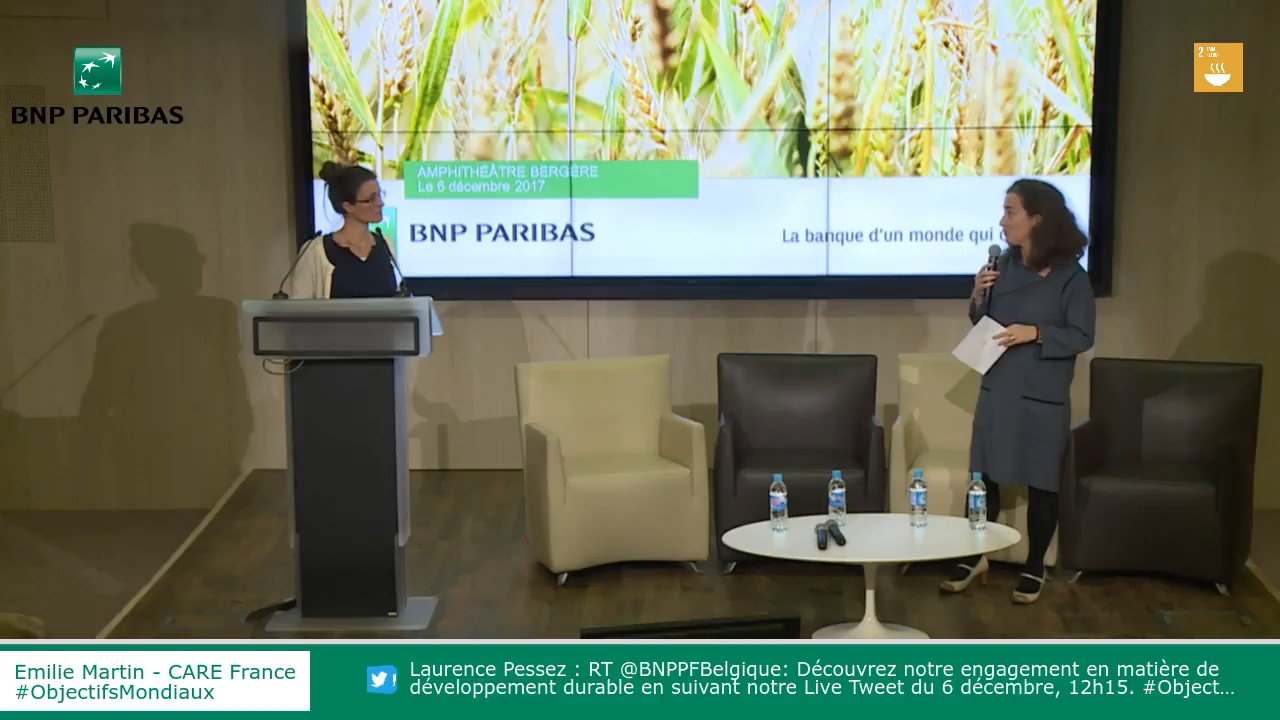 BNP PARIBAS
2
AMPHITHÉÂTRE BERGÈRE
Le 6 décembre 2017
BNP PARIBAS
La banque d'un monde qui
Emilie Martin - CARE France
#ObjectifsMondiaux
Laurence Pessez : RT @BNPPFBelgique: Découvrez notre engagement en matière de
développement durable en suivant notre Live Tweet du 6 décembre, 12h15. #Object...